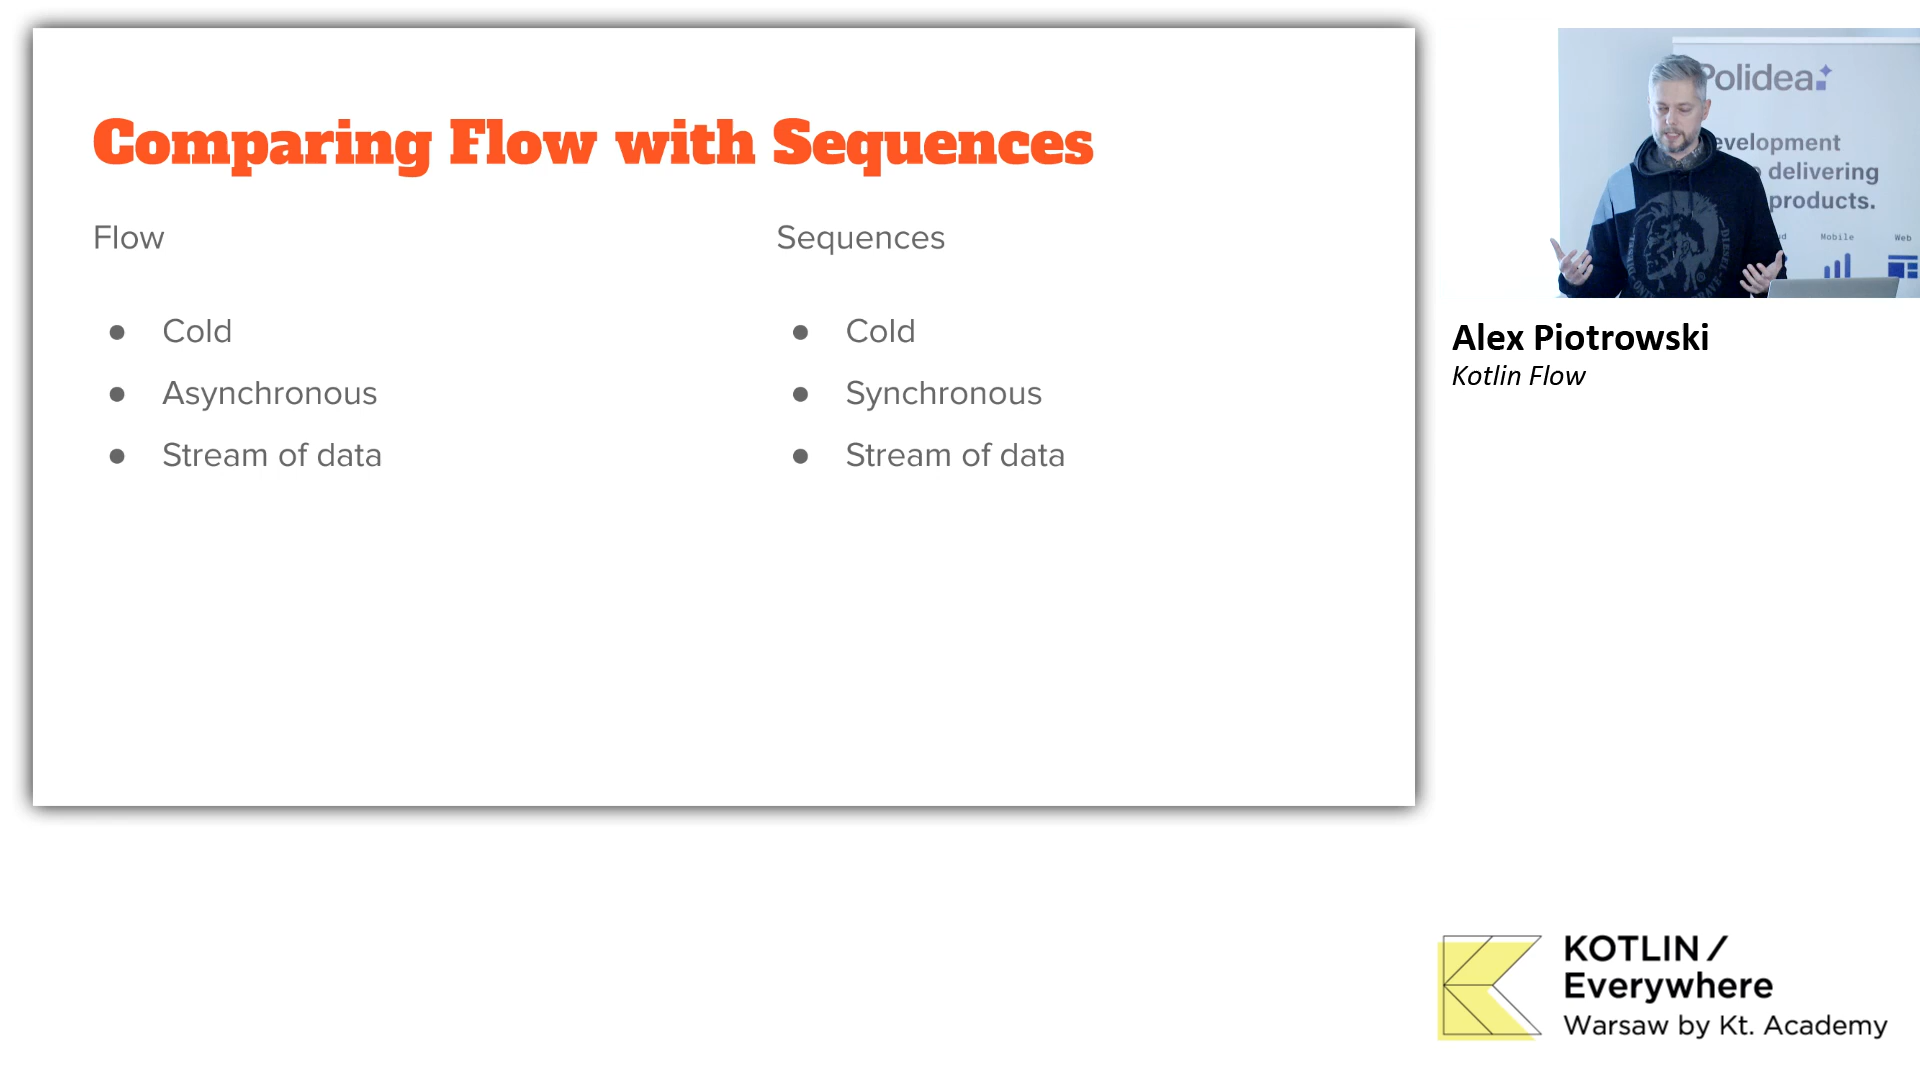 Comparing Flow with Sequences
Flow
● Cold
● Asynchronous
● Stream of data
Sequences
● Cold
● Synchronous
● Stream of data
Polidea
delivering
products.
Mobile
Web
Alex Piotrowski
Kotlin Flow
KOTLIN /
Everywhere
Warsaw by Kt. Academy